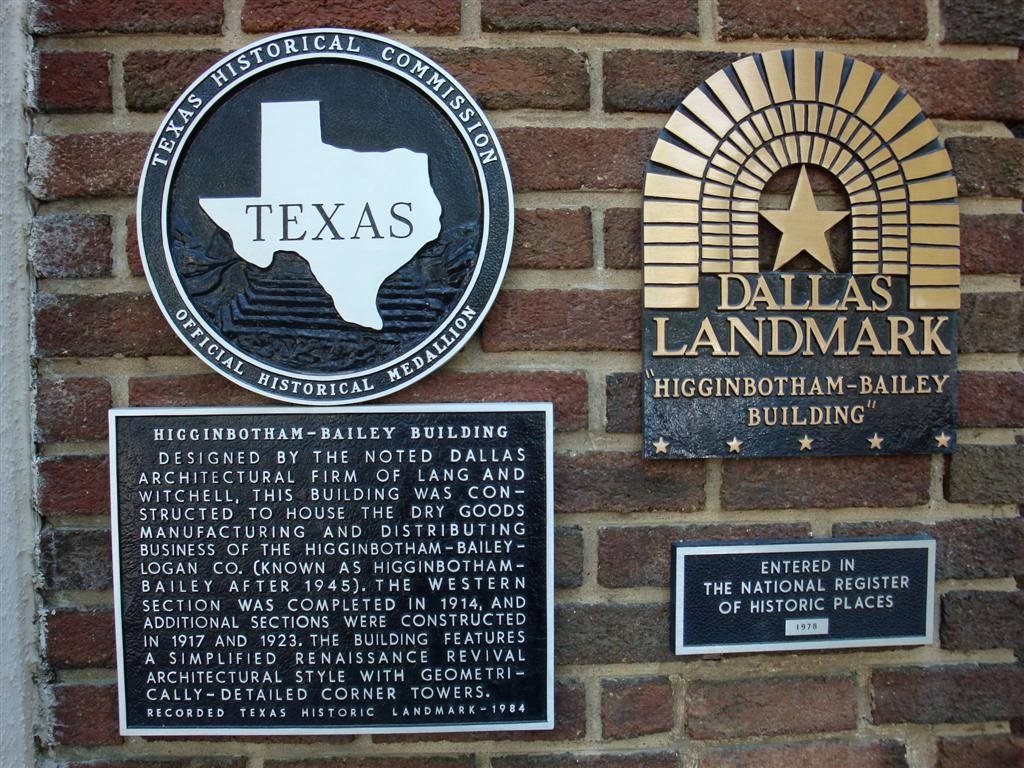 TEXAS HISTORICAL COMMISSION
TEXAS
OFFICIAL HISTORICAL MEDALLION
HIGGINBOTHAM-BAILEY BUILDING
DESIGNED BY THE NOTED DALLAS
ARCHITECTURAL FIRM OF LANG AND
WITCHELL, THIS BUILDING WAS CON-
STRUCTED TO HOUSE THE DRY GOODS
MANUFACTURING AND DISTRIBUTING
BUSINESS OF THE HIGGINBOTHAM-BAILEY-
LOGAN CO. (KNOWN AS HIGGINBOTHAM-
BAILEY AFTER 1945). THE WESTERN
SECTION WAS COMPLETED IN 1914, AND
ADDITIONAL SECTIONS WERE CONSTRUCTED
IN 1917 AND 1923. THE BUILDING FEATURES
A SIMPLIFIED RENAISSANCE REVIVAL
ARCHITECTURAL STYLE WITH GEOMETRI-
CALLY-DETAILED CORNER TOWERS.
RECORDED TEXAS HISTORIC LANDMARK-1984
DALLAS
LANDMARK
"HIGGINBOTHAM-BAILEY
BUILDING"
ENTERED IN
THE NATIONAL REGISTER
OF HISTORIC PLACES
1978